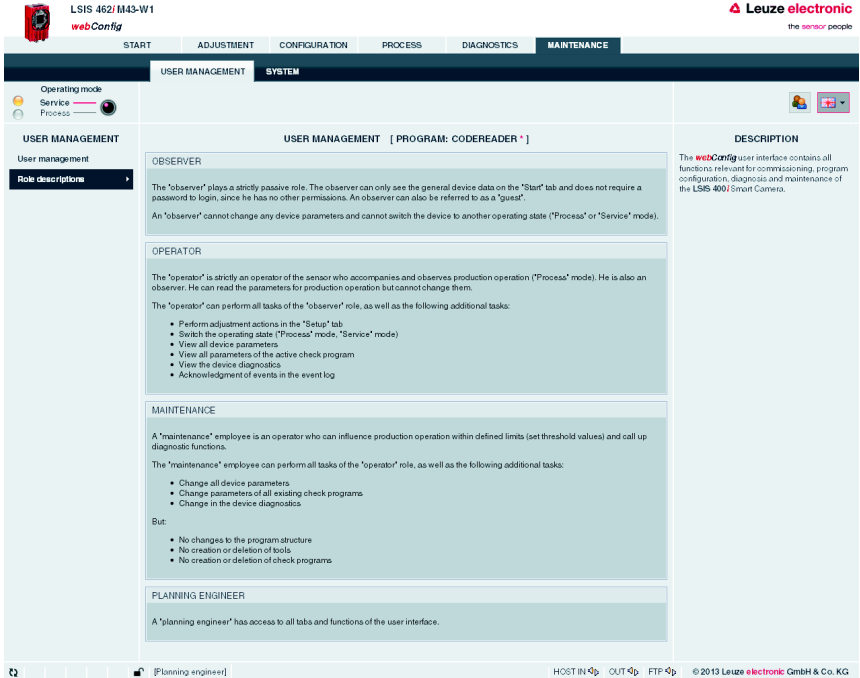 LSIS 462i M43-W1
webConfig
Leuze electronic
the sensor people
START ADJUSTMENT CONFIGURATION PROCESS DIAGNOSTICS MAINTENANCE
USER MANAGEMENT SYSTEM
Operating mode
Service
Process
USER MANAGEMENT
User management
Role descriptions
USER MANAGEMENT [ PROGRAM: CODEREADER * ]
OBSERVER
The "observer" plays a strictly passive role. The observer can only see the general device data on the "Start" tab and does not require a
password to login, since he has no other permissions. An observer can also be referred to as a "guest".
An "observer" cannot change any device parameters and cannot switch the device to another operating state ("Process" or "Service" mode).
OPERATOR
The "operator" is strictly an operator of the sensor who accompanies and observes production operation ("Process" mode). He is also an
observer. He can read the parameters for production operation but cannot change them.
The "operator" can perform all tasks of the "observer" role, as well as the following additional tasks:
• Perform adjustment actions in the "Setup" tab
• Switch the operating state ("Process" mode, "Service" mode)
• View all device parameters
• View all parameters of the active check program
• View the device diagnostics
• Acknowledgment of events in the event log
MAINTENANCE
A "maintenance" employee is an operator who can influence production operation within defined limits (set threshold values) and call up
diagnostic functions.
The "maintenance" employee can perform all tasks of the "operator" role, as well as the following additional tasks:
• Change all device parameters
• Change parameters of all existing check programs
• Change in the device diagnostics
But:
• No changes to the program structure
• No creation or deletion of tools
• No creation or deletion of check programs
PLANNING ENGINEER
A "planning engineer" has access to all tabs and functions of the user interface.
DESCRIPTION
The webConfig user interface contains all
functions relevant for commissioning, program
configuration, diagnosis and maintenance of
the LSIS 400i Smart Camera.
[Planning engineer]
HOST IN OUT FTP © 2013 Leuze electronic GmbH & Co. KG